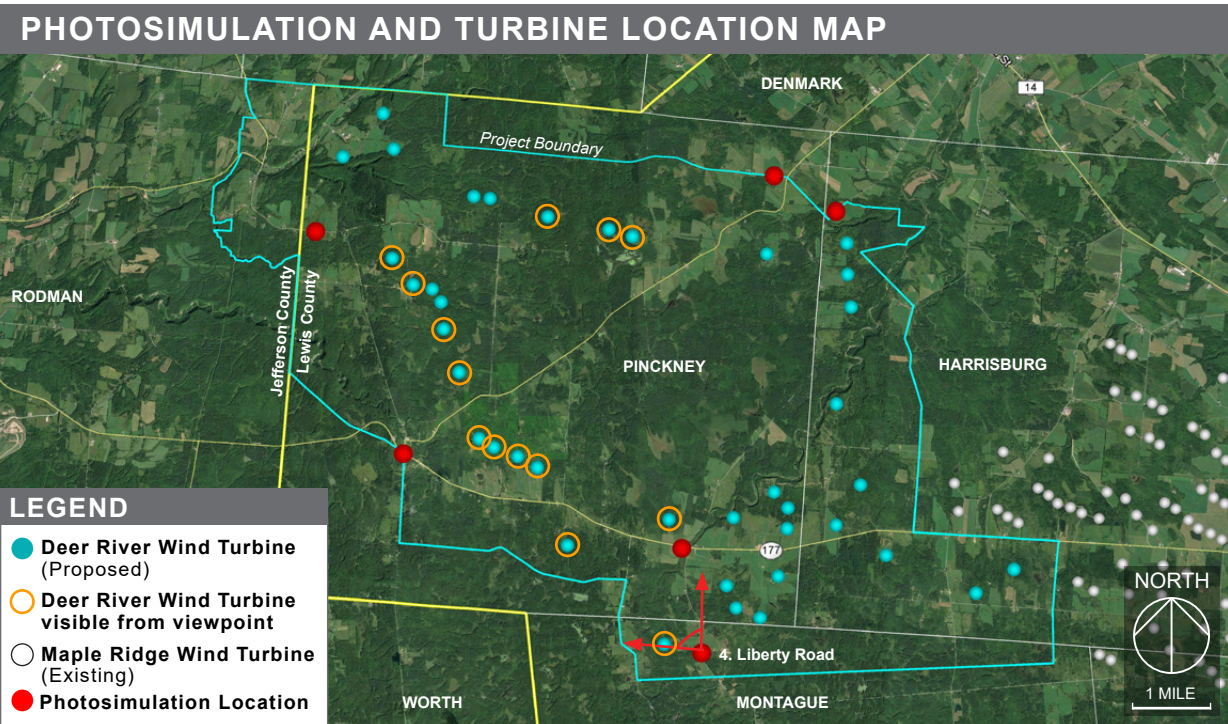 PHOTOSIMULATION AND TURBINE LOCATION MAP
DENMARK
St
14
Project Boundary
RODMAN
Jefferson County
Lewis County
PINCKNEY
HARRISBURG
177
4. Liberty Road
WORTH
MONTAGUE
LEGEND
Deer River Wind Turbine
(Proposed)
Deer River Wind Turbine
visible from viewpoint
Maple Ridge Wind Turbine
(Existing)
Photosimulation Location
NORTH
1 MILE